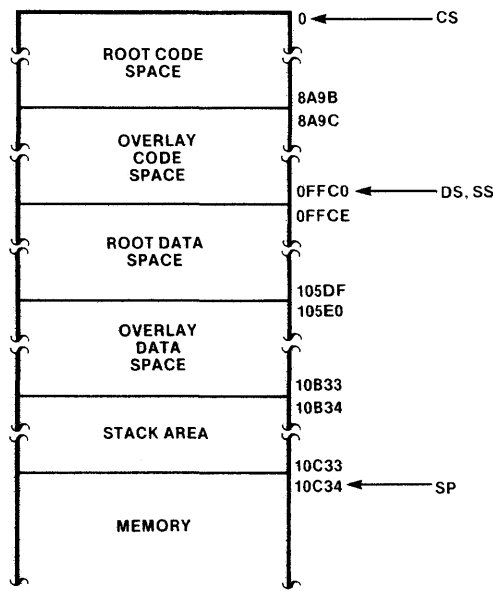 0 CS
ROOT CODE
SPACE
8A9B
8A9C
OVERLAY
CODE
SPACE
0FFC0 DS, SS
0FFCE
ROOT DATA
SPACE
105DF
105E0
OVERLAY
DATA
SPACE
10B33
10B34
STACK AREA
10C33
10C34 SP
MEMORY